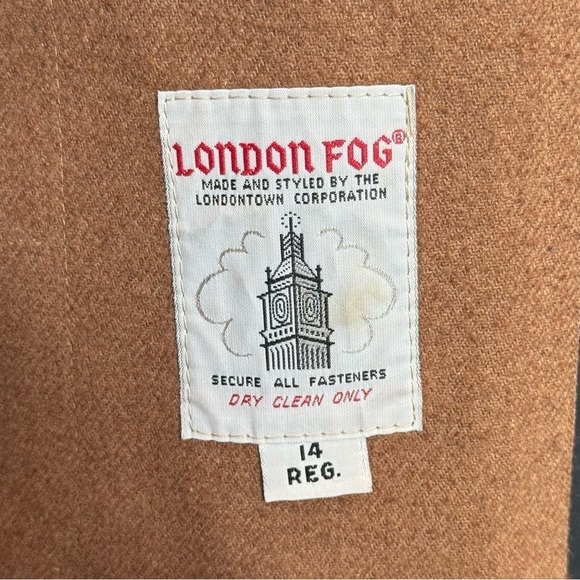 LONDON FOG®
MADE AND STYLED BY THE
LONDONTOWN CORPORATION
SECURE ALL FASTENERS
DRY CLEAN ONLY
14
REG.